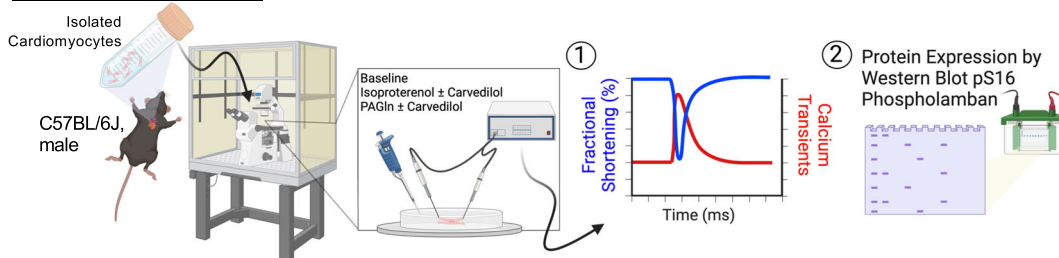 Isolated
Cardiomyocytes
C57BL/6J,
male
Baseline
Isoproterenol ± Carvedilol
PAGln ± Carvedilol
1
Fractional
Shortening (%)
Calcium
Transients
Time (ms)
2
Protein Expression by
Western Blot pS16
Phospholamban